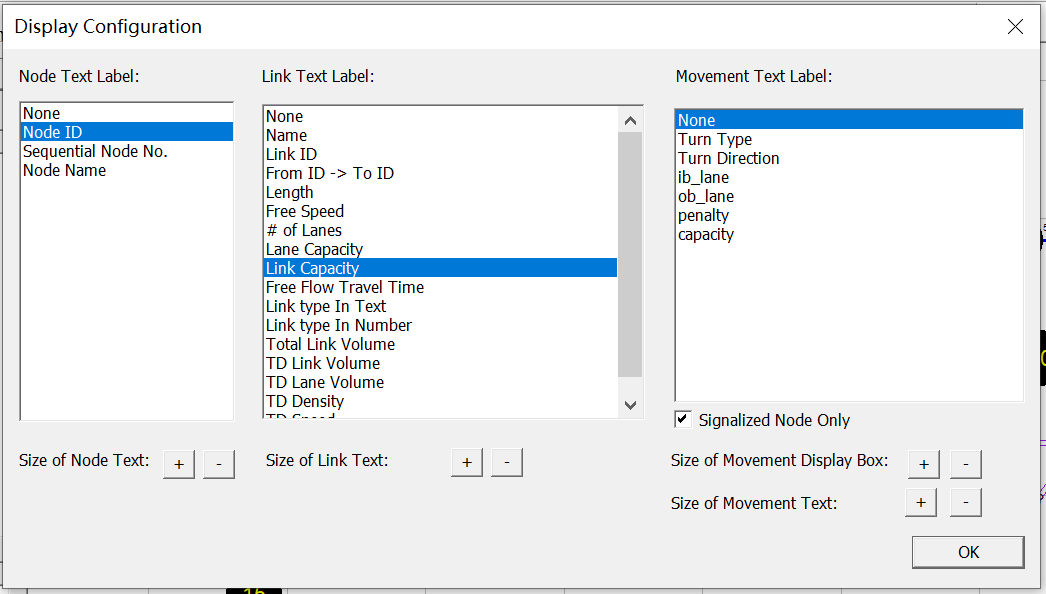 Display Configuration
Node Text Label:
None
Node ID
Sequential Node No.
Node Name
Size of Node Text:
+
-
Link Text Label:
None
Name
Link ID
From ID -> To ID
Length
Free Speed
# of Lanes
Lane Capacity
Link Capacity
Free Flow Travel Time
Link type In Text
Link type In Number
Total Link Volume
TD Link Volume
TD Lane Volume
TD Density
TD Speed
Size of Link Text:
+
-
Movement Text Label:
None
Turn Type
Turn Direction
ib_lane
ob_lane
penalty
capacity
Signalized Node Only
Size of Movement Display Box:
+
-
Size of Movement Text:
+
-
OK